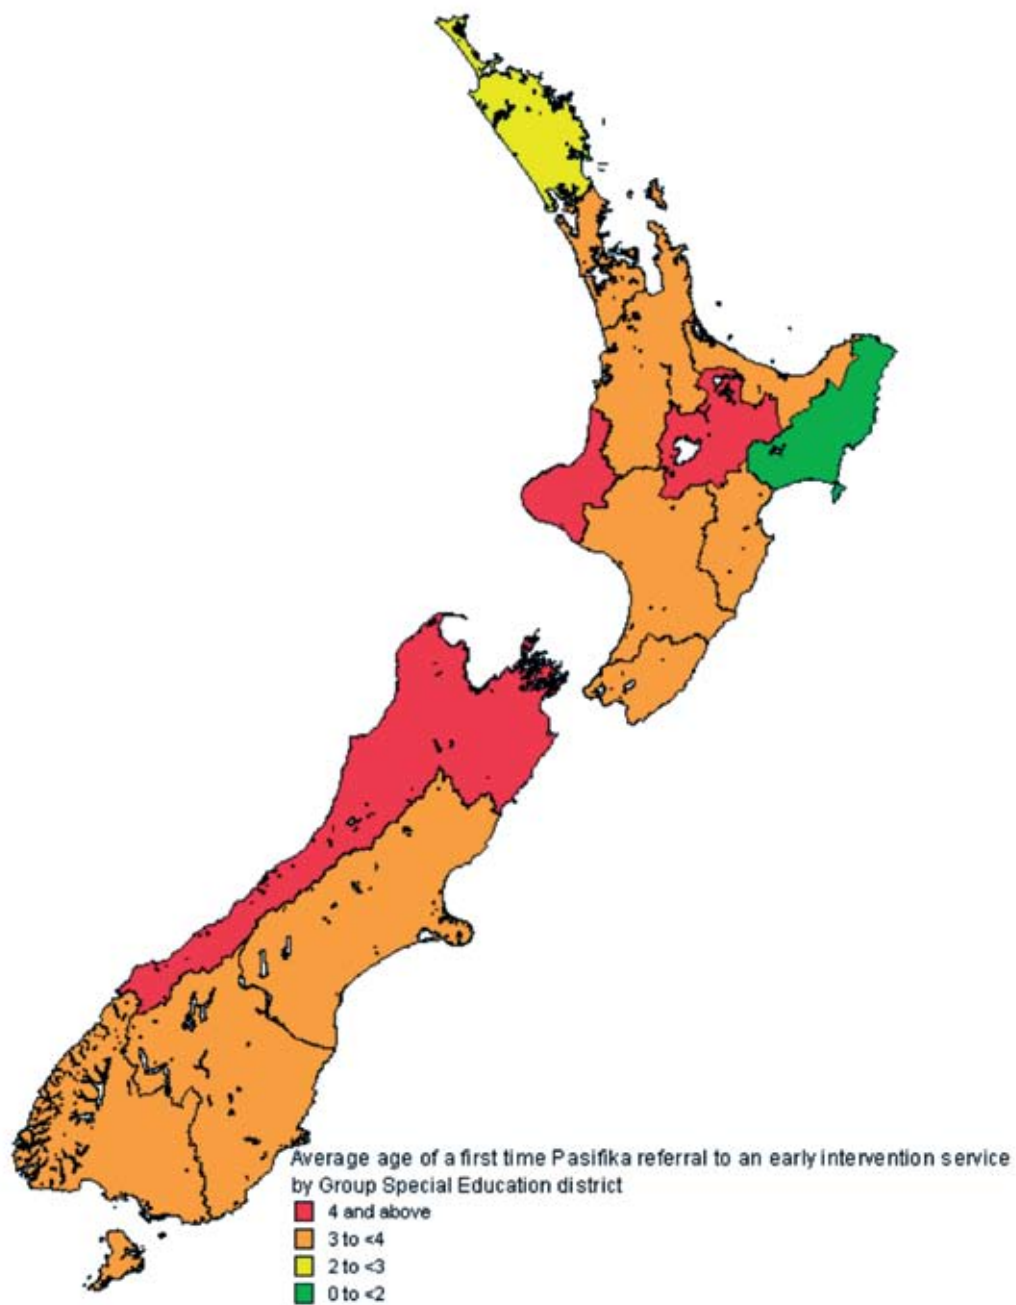 Average age of a first time Pasifika referral to an early intervention service
by Group Special Education district
4 and above
3 to <4
2 to <3
0 to <2